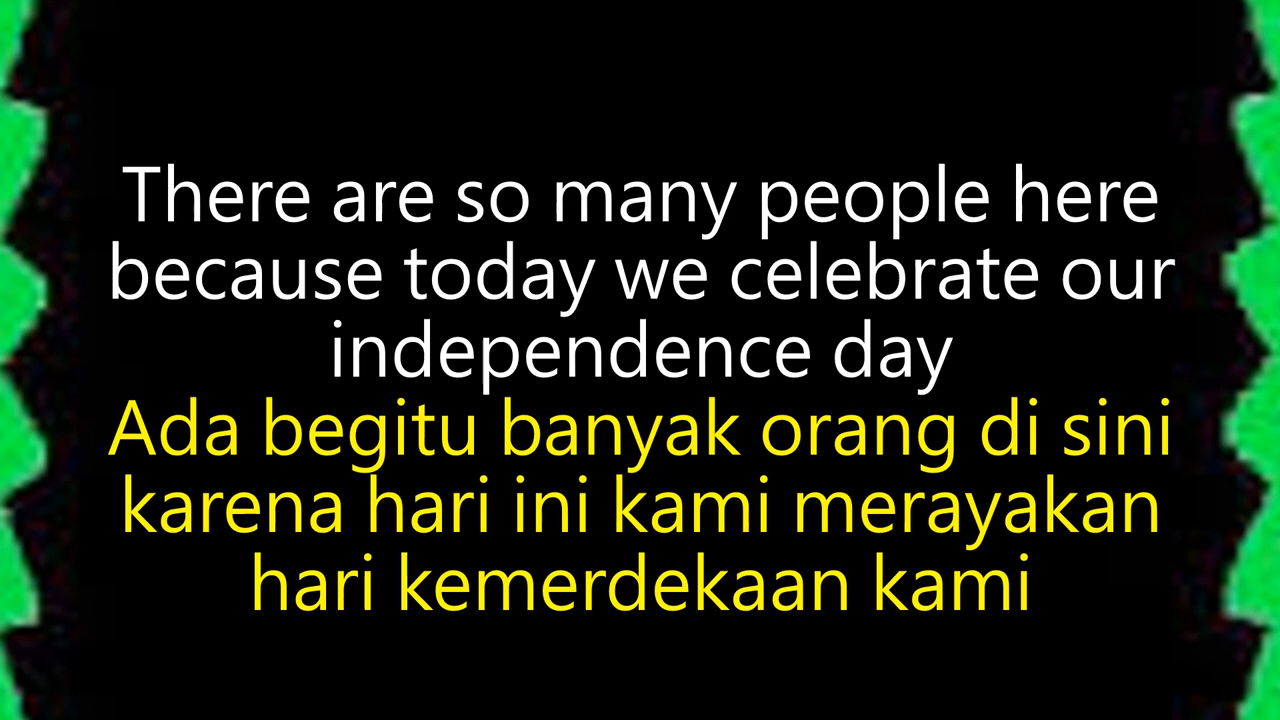 There are so many people here
because today we celebrate our
independence day
Ada begitu banyak orang di sini
karena hari ini kami merayakan
hari kemerdekaan kami